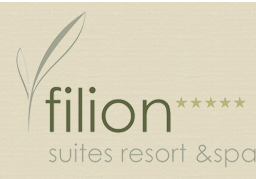 filion★★★★★
suites resort &spa